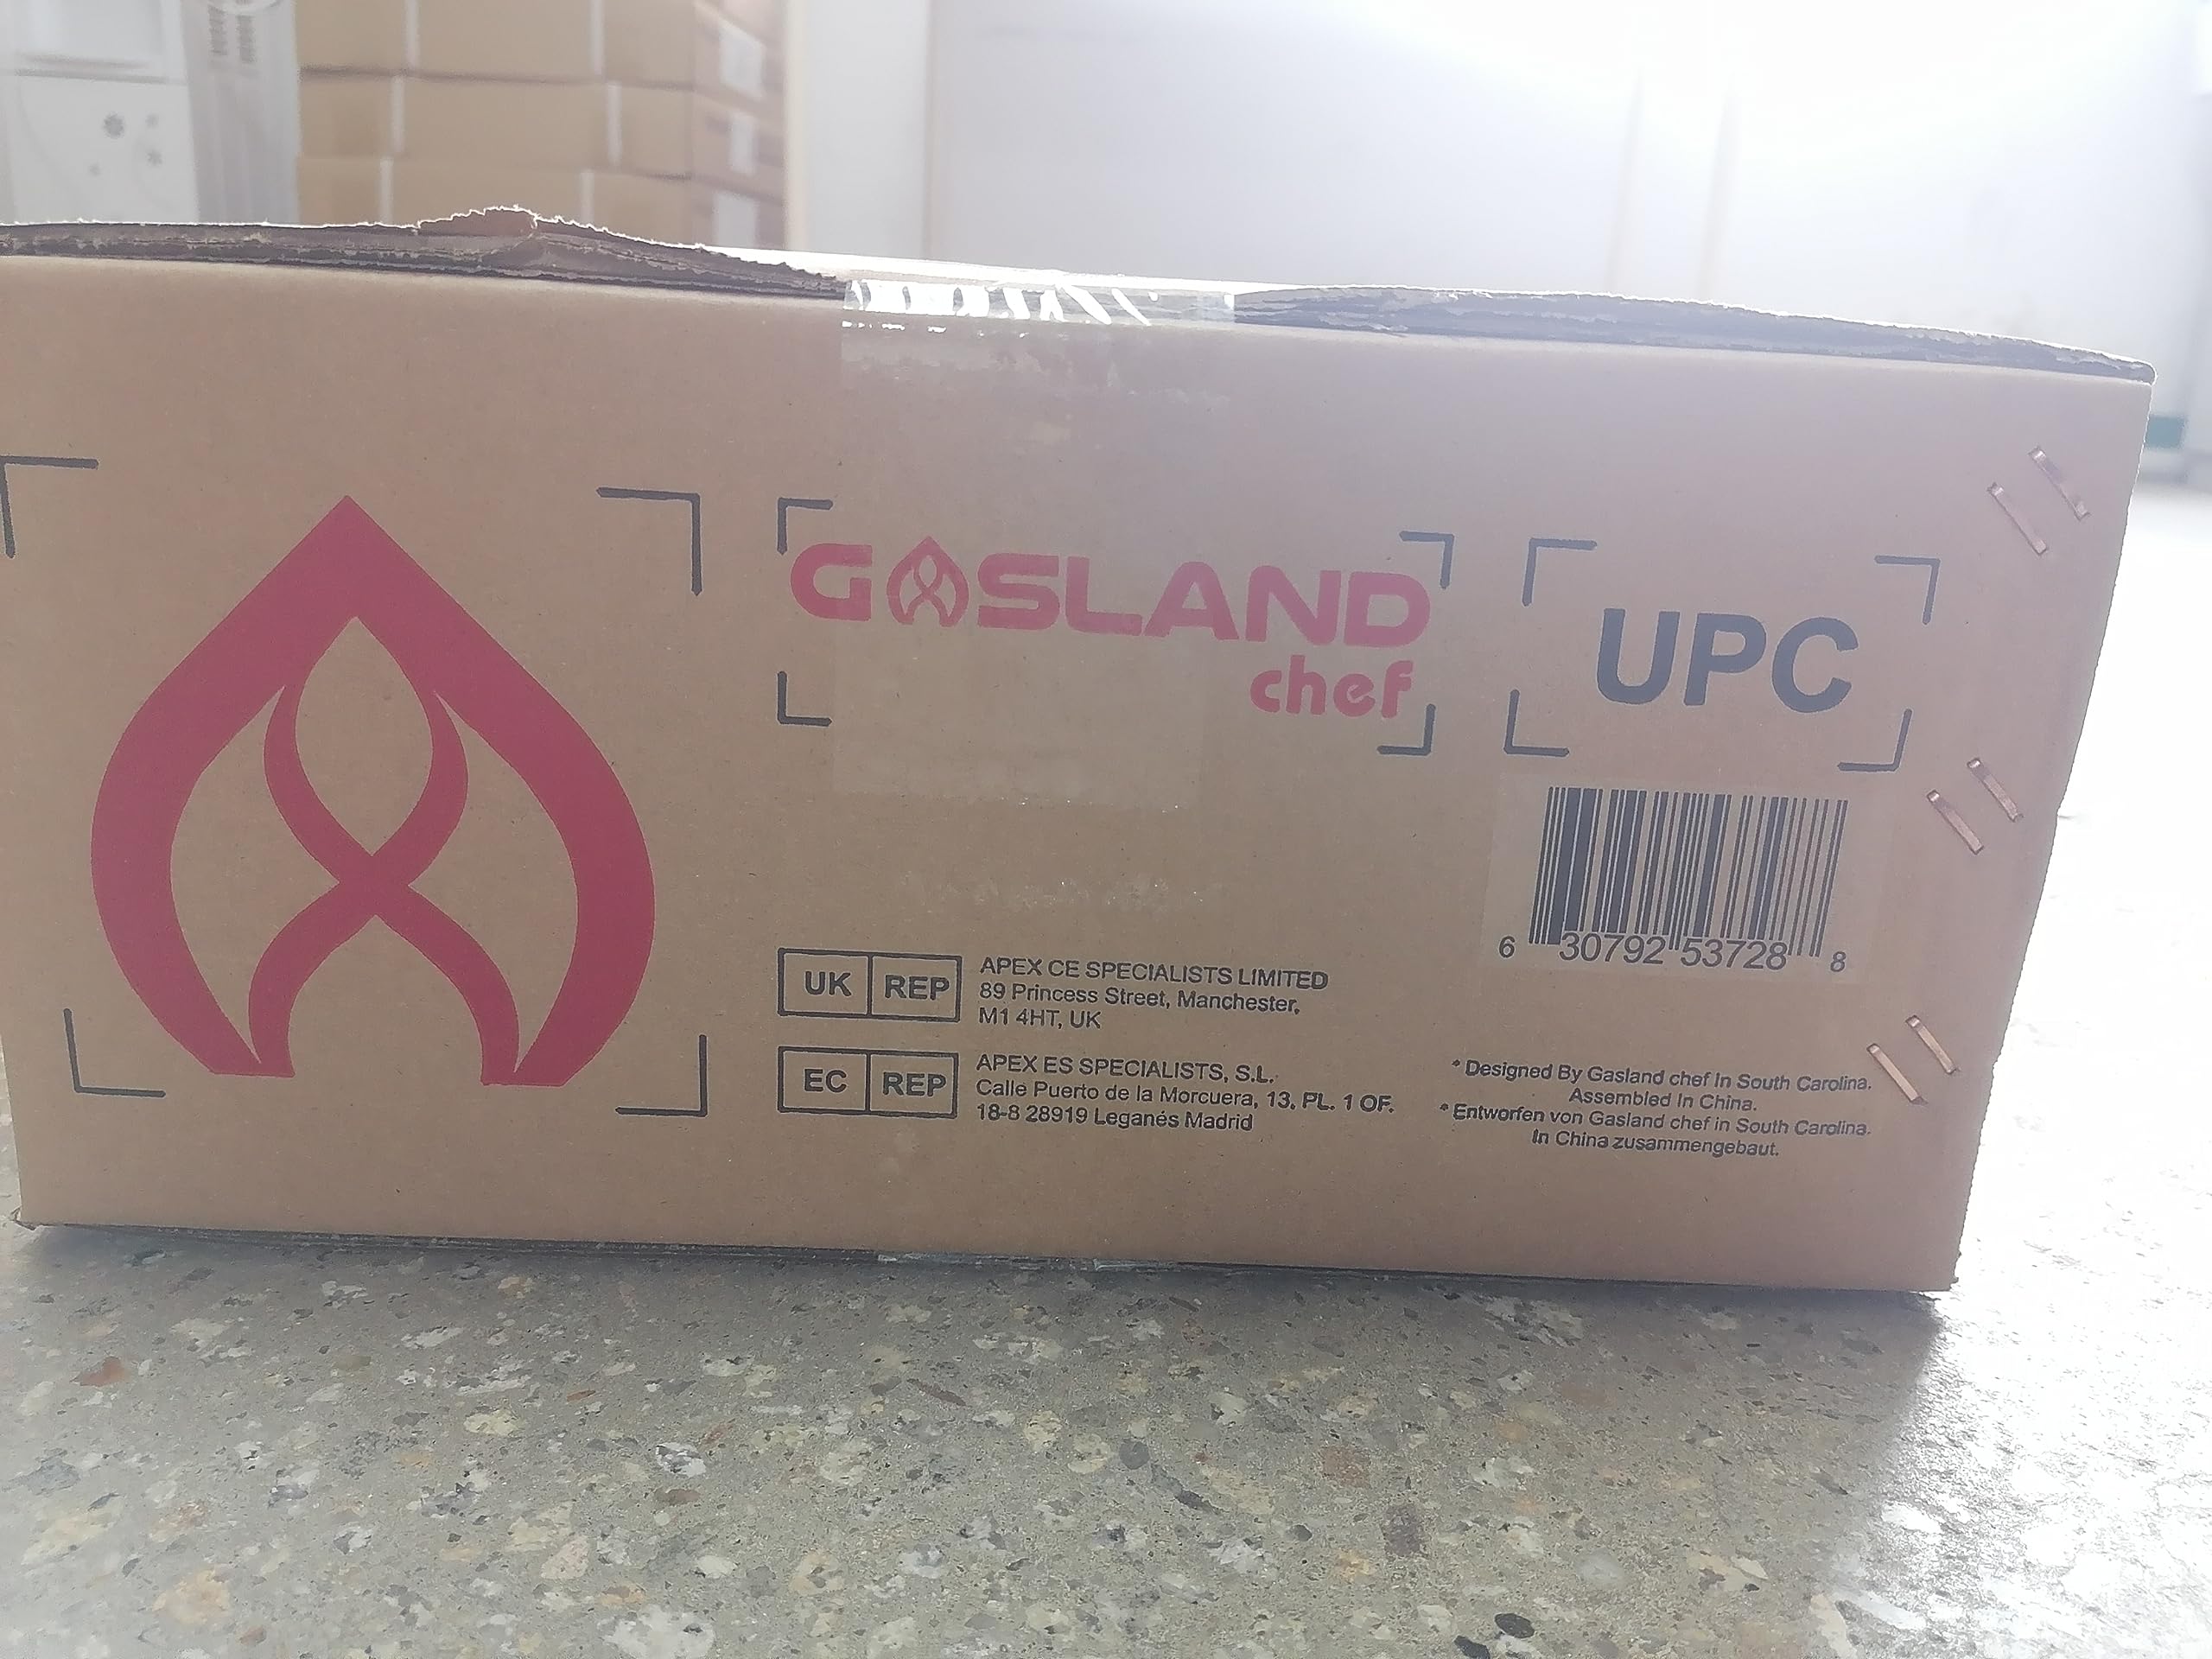 GASLAND
chef
UPC
6 30792 53728 8
UK REP
APEX CE SPECIALISTS LIMITED
89 Princess Street, Manchester,
M1 4HT, UK
EC REP
APEX ES SPECIALISTS, S.L.
Calle Puerto de la Morcuera, 13, PL. 1 OF.
18-8 28919 Leganés Madrid
* Designed By Gasland chef In South Carolina.
Assembled In China.
* Entworfen von Gasland chef in South Carolina.
In China zusammengebaut.